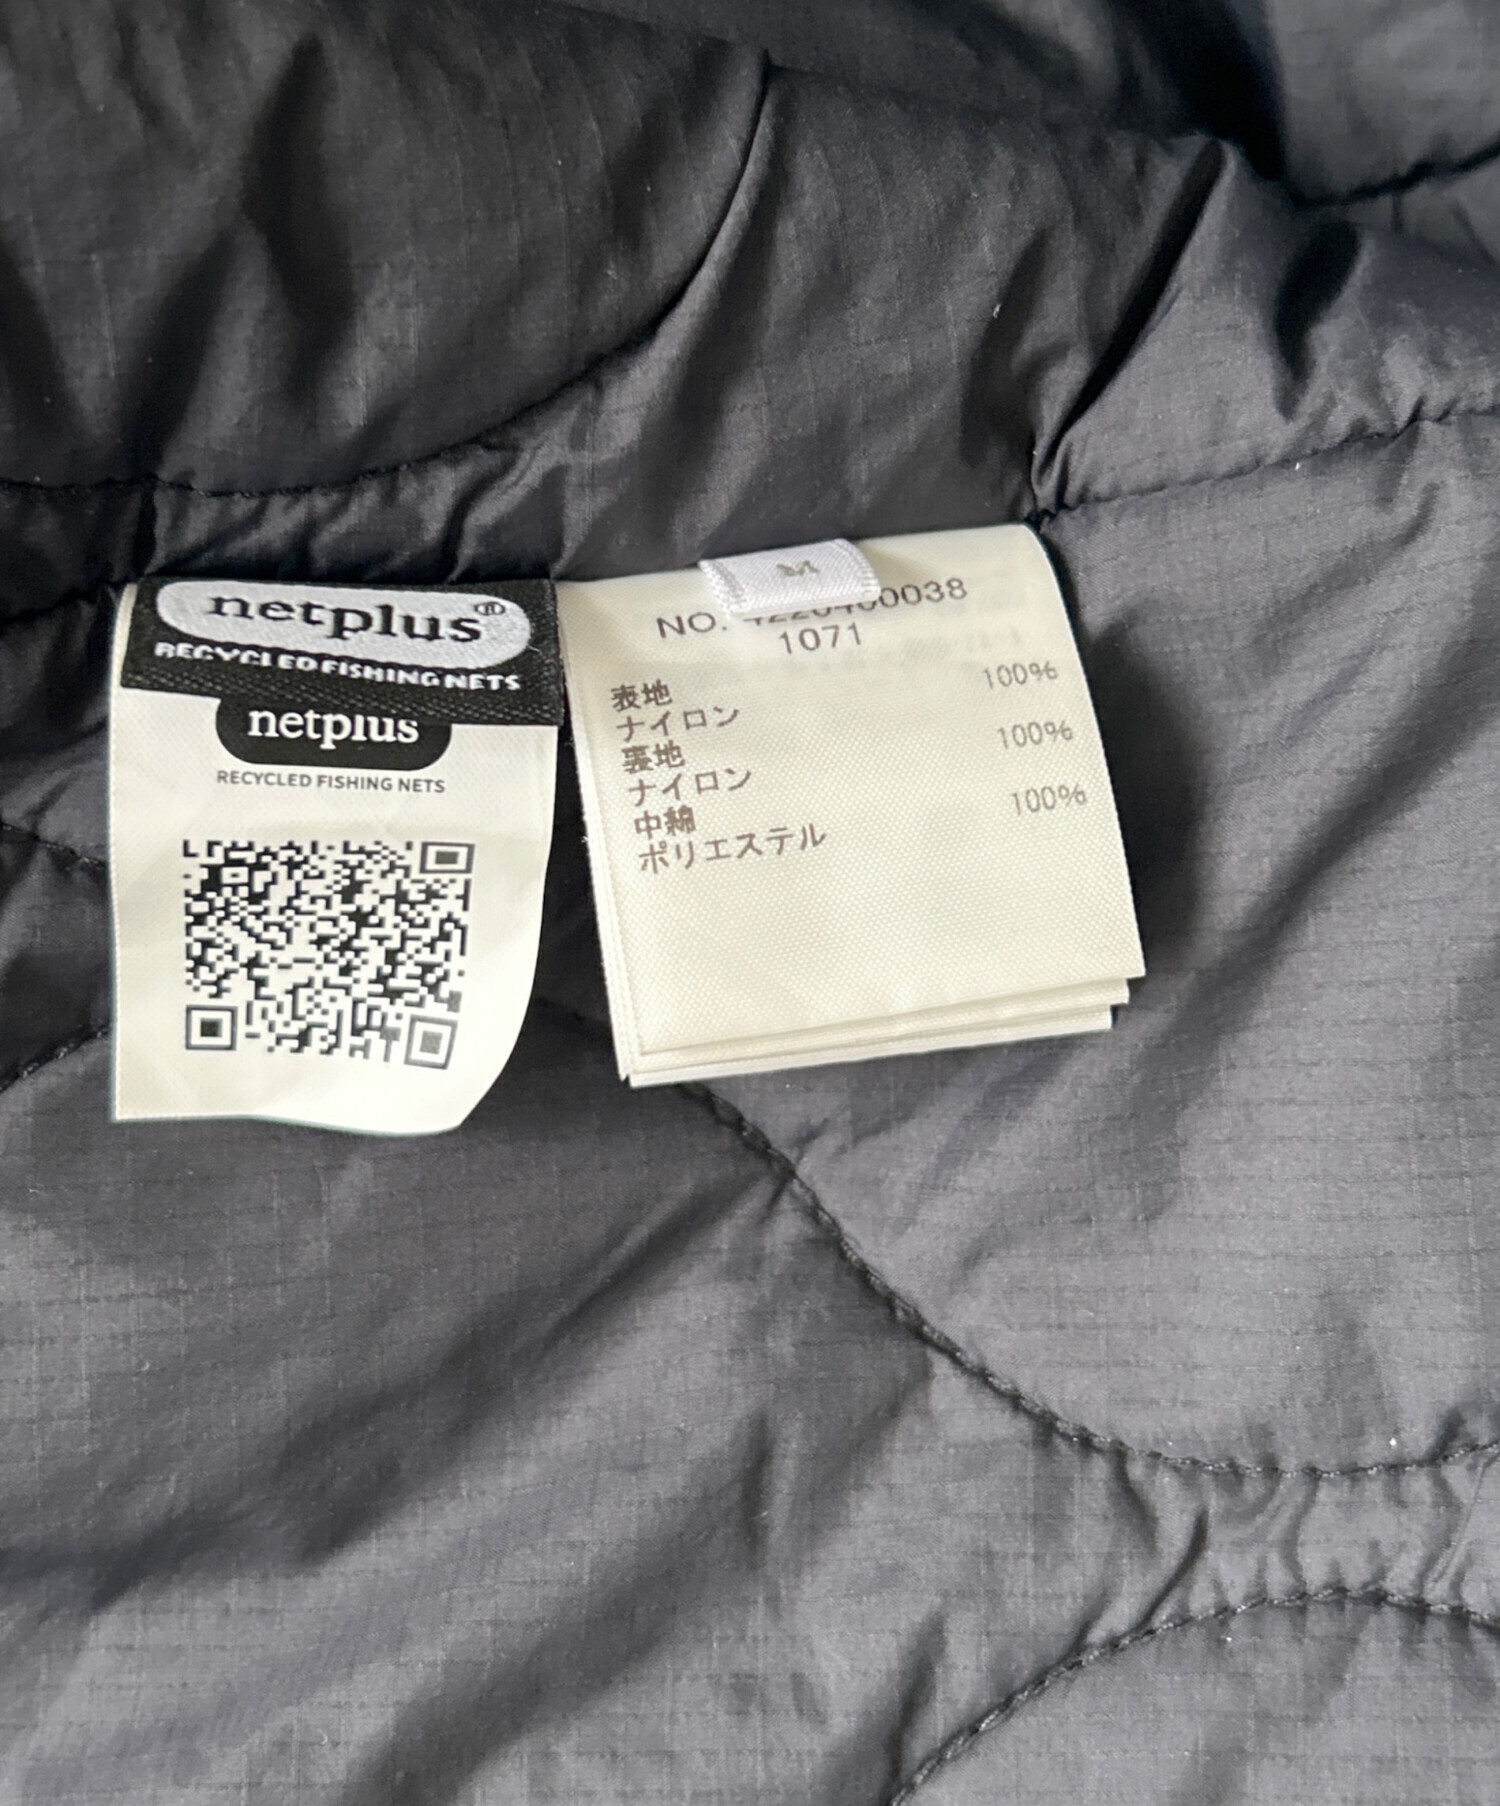 netplus®
RECYCLED FISHING NETS
netplus
RECYCLED FISHING NETS
M
NO.
1071
表地
ナイロン 100%
裏地
ナイロン 100%
中綿
ポリエステル 100%